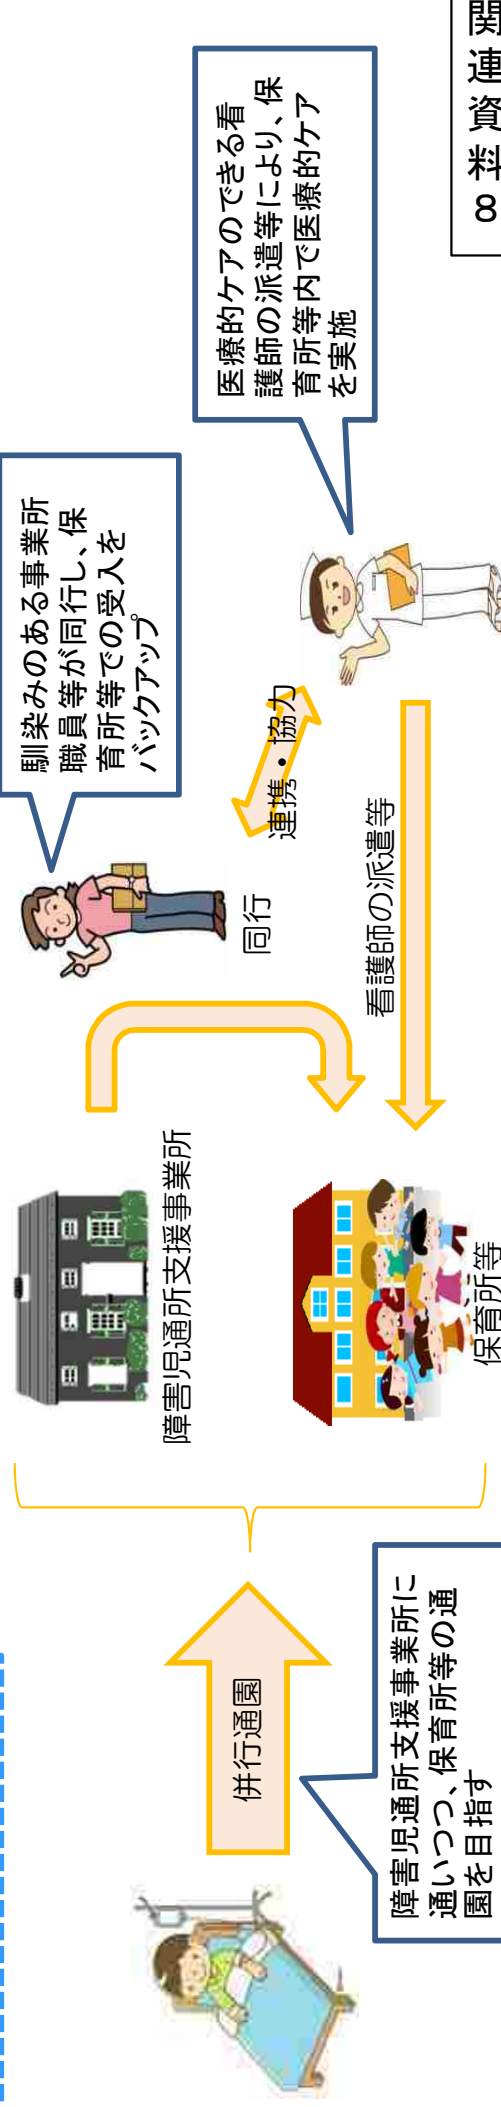 関連資料8
馴染みのある事業所
職員等が同行し、保
育所等での受入を
バックアップ
医療的ケアのできる看
護師の派遣等により、保
育所等内で医療的ケア
を実施
同行
連携・協力
看護師の派遣等
障害児通所支援事業所
保育所等
併行通園
障害児通所支援事業所に
通いつつ、保育所等の通
園を目指す